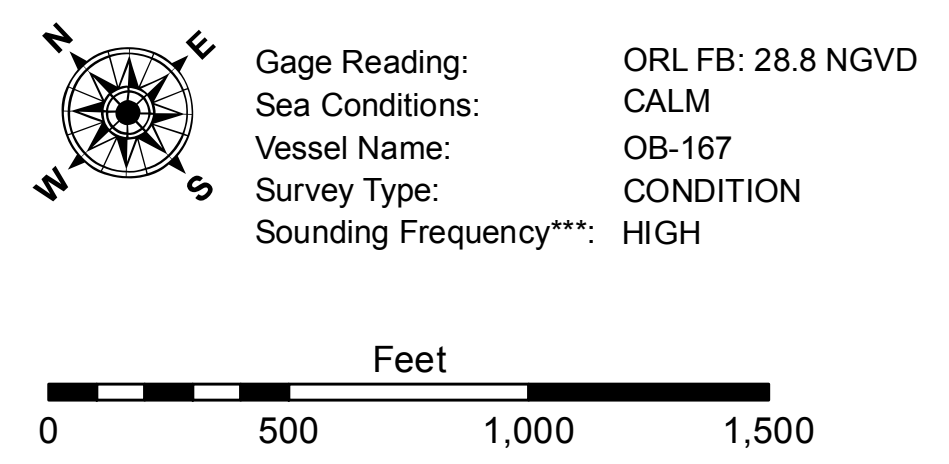 N E
W S
Gage Reading: ORL FB: 28.8 NGVD
Sea Conditions: CALM
Vessel Name: OB-167
Survey Type: CONDITION
Sounding Frequency***: HIGH
Feet
0 500 1,000 1,500